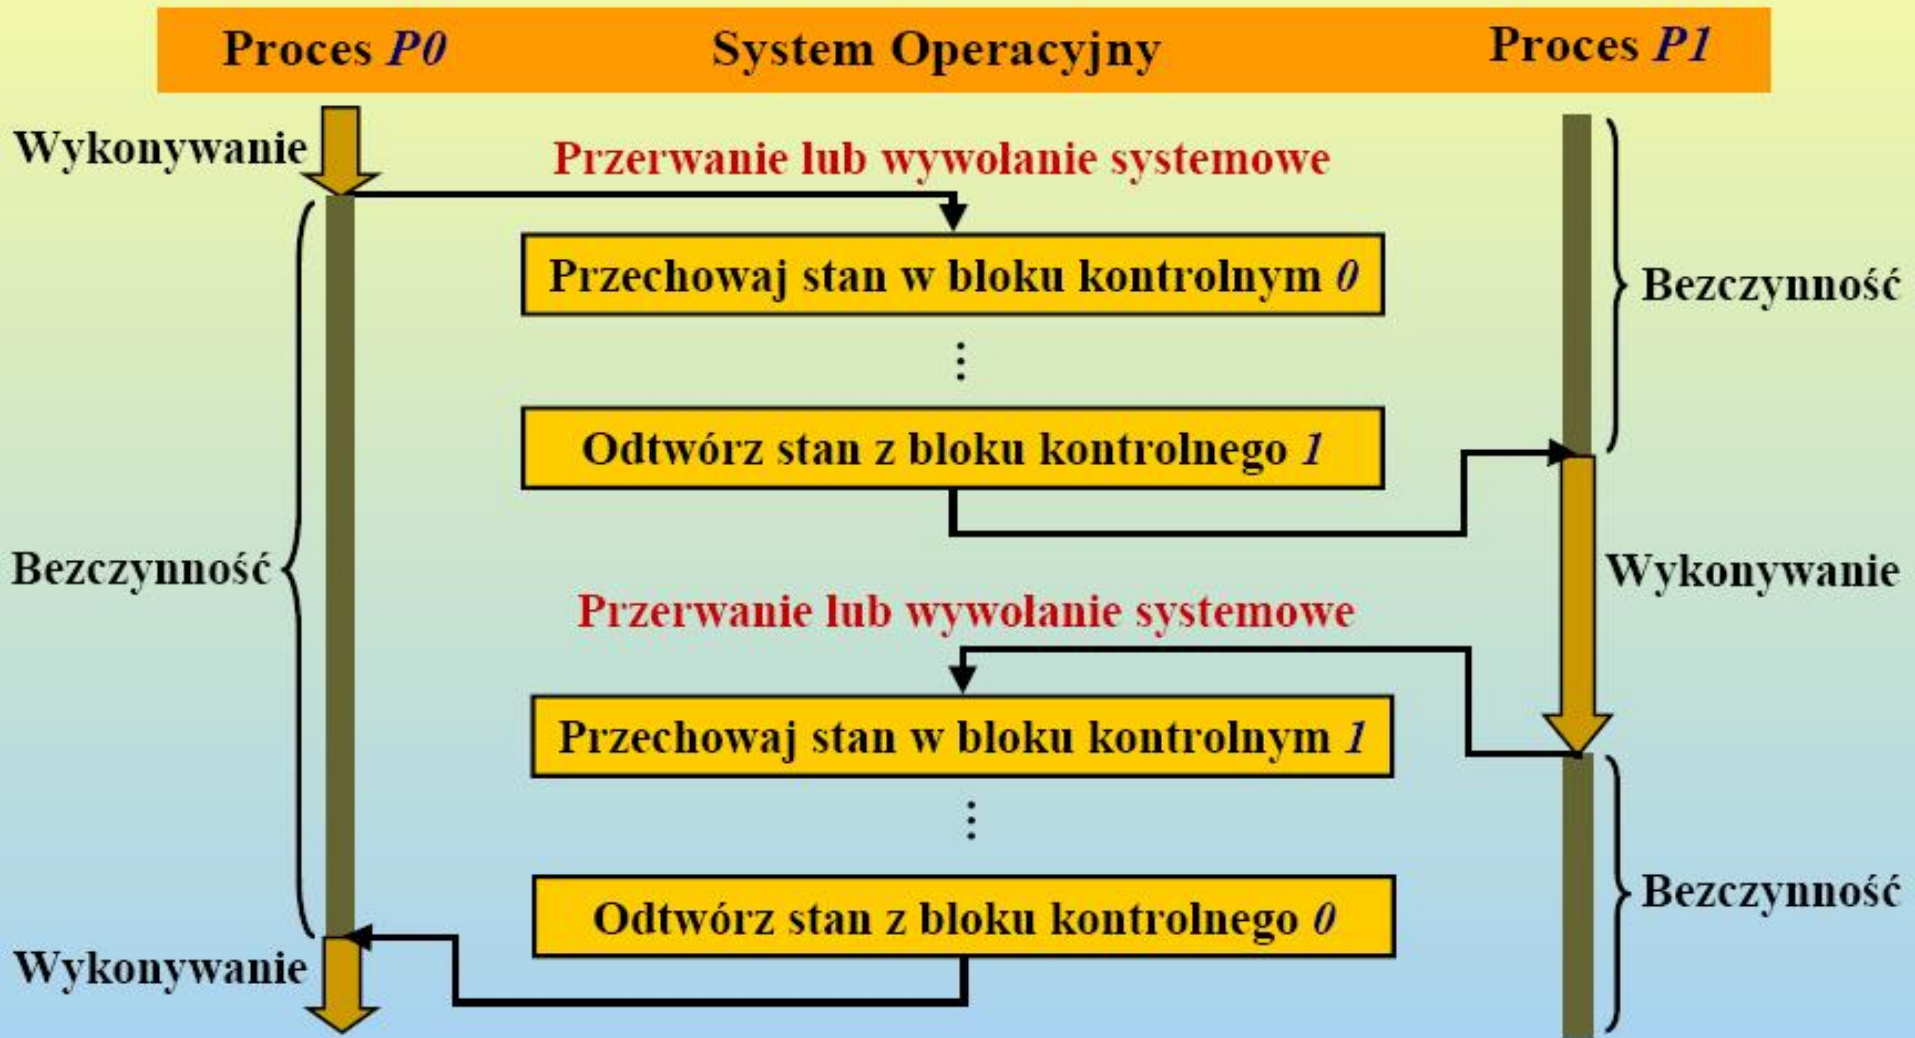 Proces P0 System Operacyjny Proces P1
Wykonywanie
Przerwanie lub wywołanie systemowe
Przechowaj stan w bloku kontrolnym 0
Bezczynność
Odtwórz stan z bloku kontrolnego 1
Bezczynność
Wykonywanie
Przerwanie lub wywołanie systemowe
Przechowaj stan w bloku kontrolnym 1
Bezczynność
Odtwórz stan z bloku kontrolnego 0
Wykonywanie